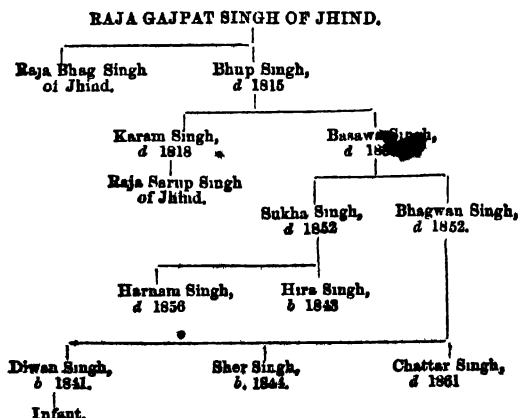 RAJA GAJPAT SINGH OF JHIND.
Raja Bhag Singh
of Jhind.
Bhup Singh,
d 1815
Karam Singh,
d 1818
Basawa Singh,
d
Raja Sarup Singh
of Jhind.
Sukha Singh,
d 1852
Bhagwan Singh,
d 1852.
Harnam Singh,
d 1856
Hira Singh,
b 1843
Diwan Singh,
b 1841.
Sher Singh,
b. 1844.
Chattar Singh,
d 1861
Infant.